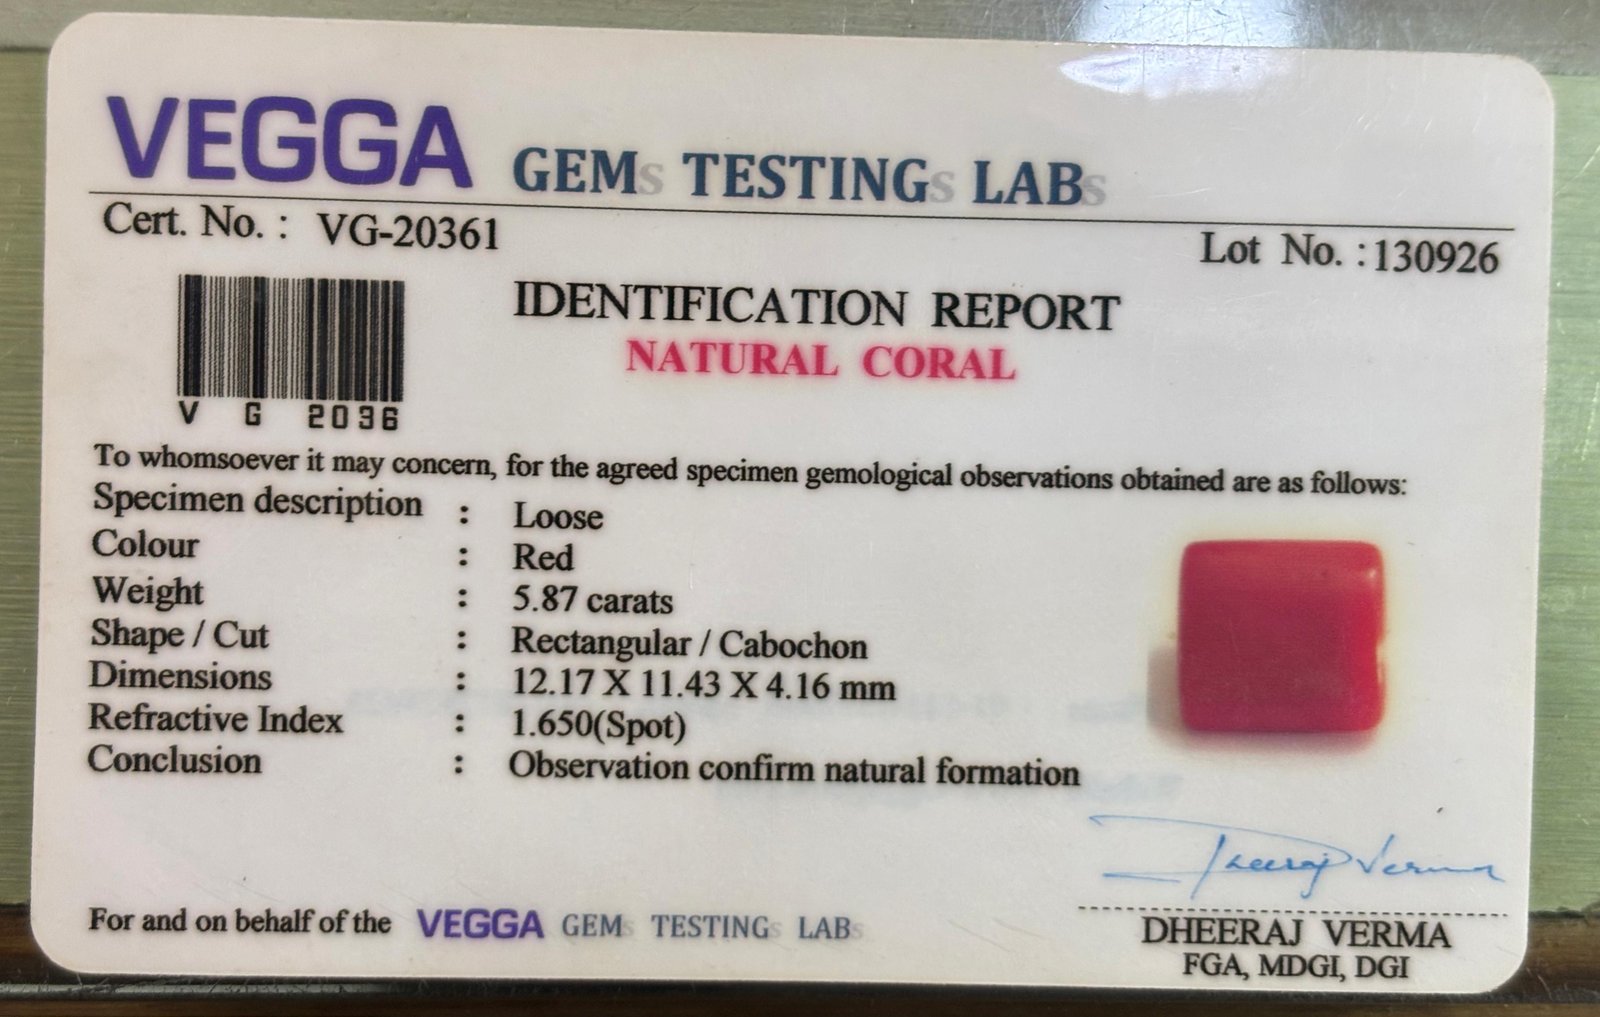 VEGGA GEMs TESTINGs LABs
Cert. No. : VG-20361
Lot No. :130926
VG2036
IDENTIFICATION REPORT
NATURAL CORAL
To whomsoever it may concern, for the agreed specimen gemological observations obtained are as follows:
Specimen description : Loose
Colour : Red
Weight : 5.87 carats
Shape / Cut : Rectangular / Cabochon
Dimensions : 12.17 X 11.43 X 4.16 mm
Refractive Index : 1.650(Spot)
Conclusion : Observation confirm natural formation
Dheeraj Verma
For and on behalf of the VEGGA GEMs TESTINGs LABs
DHEERAJ VERMA
FGA, MDGI, DGI